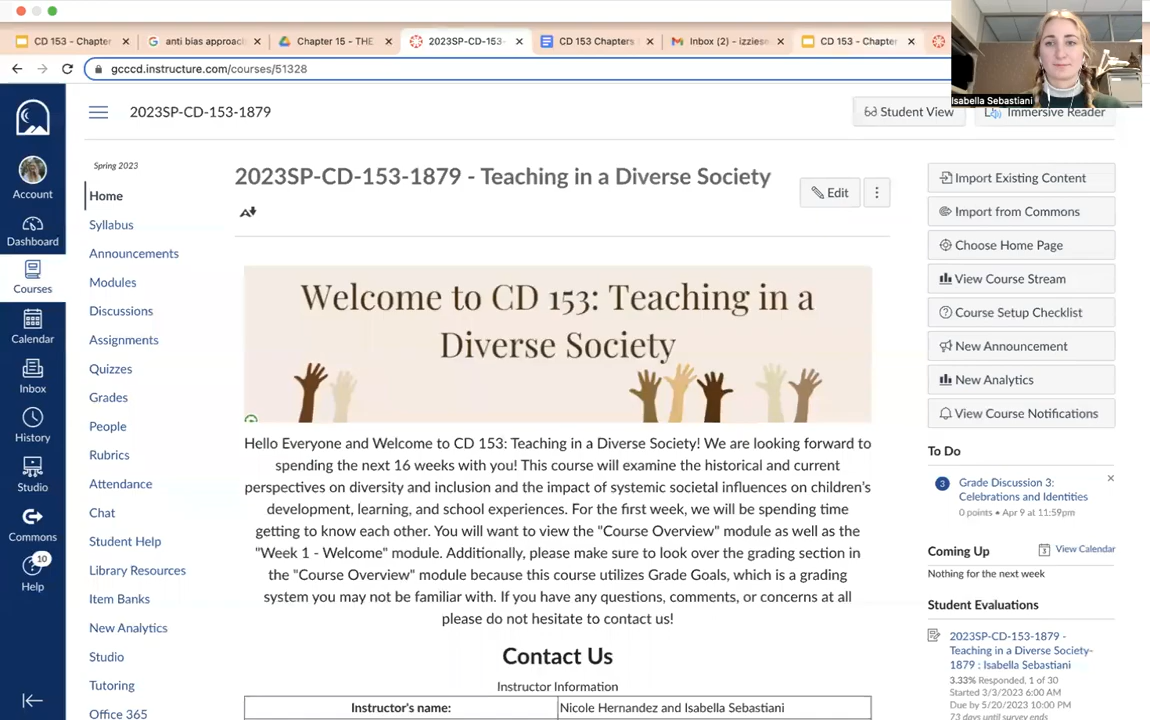 CD 153 - Chapter
anti bias approac
Chapter 15 - THE
2023SP-CD-153-
CD 153 Chapters
Inbox (2) - izzies
CD 153 - Chapter
gcccd.instructure.com/courses/51328
Isabella Sebastiani
2023SP-CD-153-1879
Student View
Immersive Reader
Account
Dashboard
Courses
Calendar
Inbox
History
Studio
Commons
10
Help
Spring 2023
Home
Syllabus
Announcements
Modules
Discussions
Assignments
Quizzes
Grades
People
Rubrics
Attendance
Chat
Student Help
Library Resources
Item Banks
New Analytics
Studio
Tutoring
Office 365
2023SP-CD-153-1879 - Teaching in a Diverse Society
Edit
Welcome to CD 153: Teaching in a
Diverse Society
Hello Everyone and Welcome to CD 153: Teaching in a Diverse Society! We are looking forward to
spending the next 16 weeks with you! This course will examine the historical and current
perspectives on diversity and inclusion and the impact of systemic societal influences on children's
development, learning, and school experiences. For the first week, we will be spending time
getting to know each other. You will want to view the "Course Overview" module as well as the
"Week 1 - Welcome" module. Additionally, please make sure to look over the grading section in
the "Course Overview" module because this course utilizes Grade Goals, which is a grading
system you may not be familiar with. If you have any questions, comments, or concerns at all
please do not hesitate to contact us!
Contact Us
Instructor Information
Instructor's name:
Nicole Hernandez and Isabella Sebastiani
Import Existing Content
Import from Commons
Choose Home Page
View Course Stream
Course Setup Checklist
New Announcement
New Analytics
View Course Notifications
To Do
3
Grade Discussion 3:
Celebrations and Identities
0 points • Apr 9 at 11:59pm
Coming Up
View Calendar
Nothing for the next week
Student Evaluations
2023SP-CD-153-1879 -
Teaching in a Diverse Society-
1879 : Isabella Sebastiani
3.33% Responded, 1 of 30
Started 3/3/2023 6:00 AM
Due by 5/20/2023 10:00 PM
73 days until survey ends